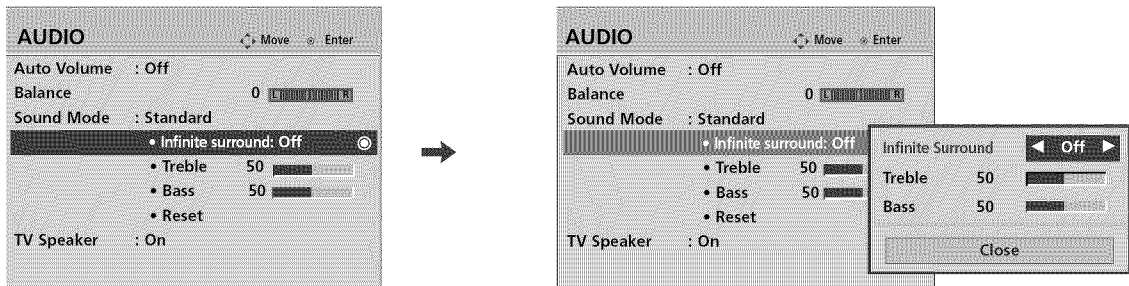 AUDIO Move Enter
Auto Volume : Off
Balance 0 L R
Sound Mode : Standard
• Infinite surround: Off
• Treble 50
• Bass 50
• Reset
TV Speaker : On
AUDIO Move Enter
Auto Volume : Off
Balance 0 L R
Sound Mode : Standard
• Infinite surround: Off
• Treble 50
• Bass 50
• Reset
TV Speaker : On
Infinite Surround ◀ Off ▶
Treble 50
Bass 50
Close